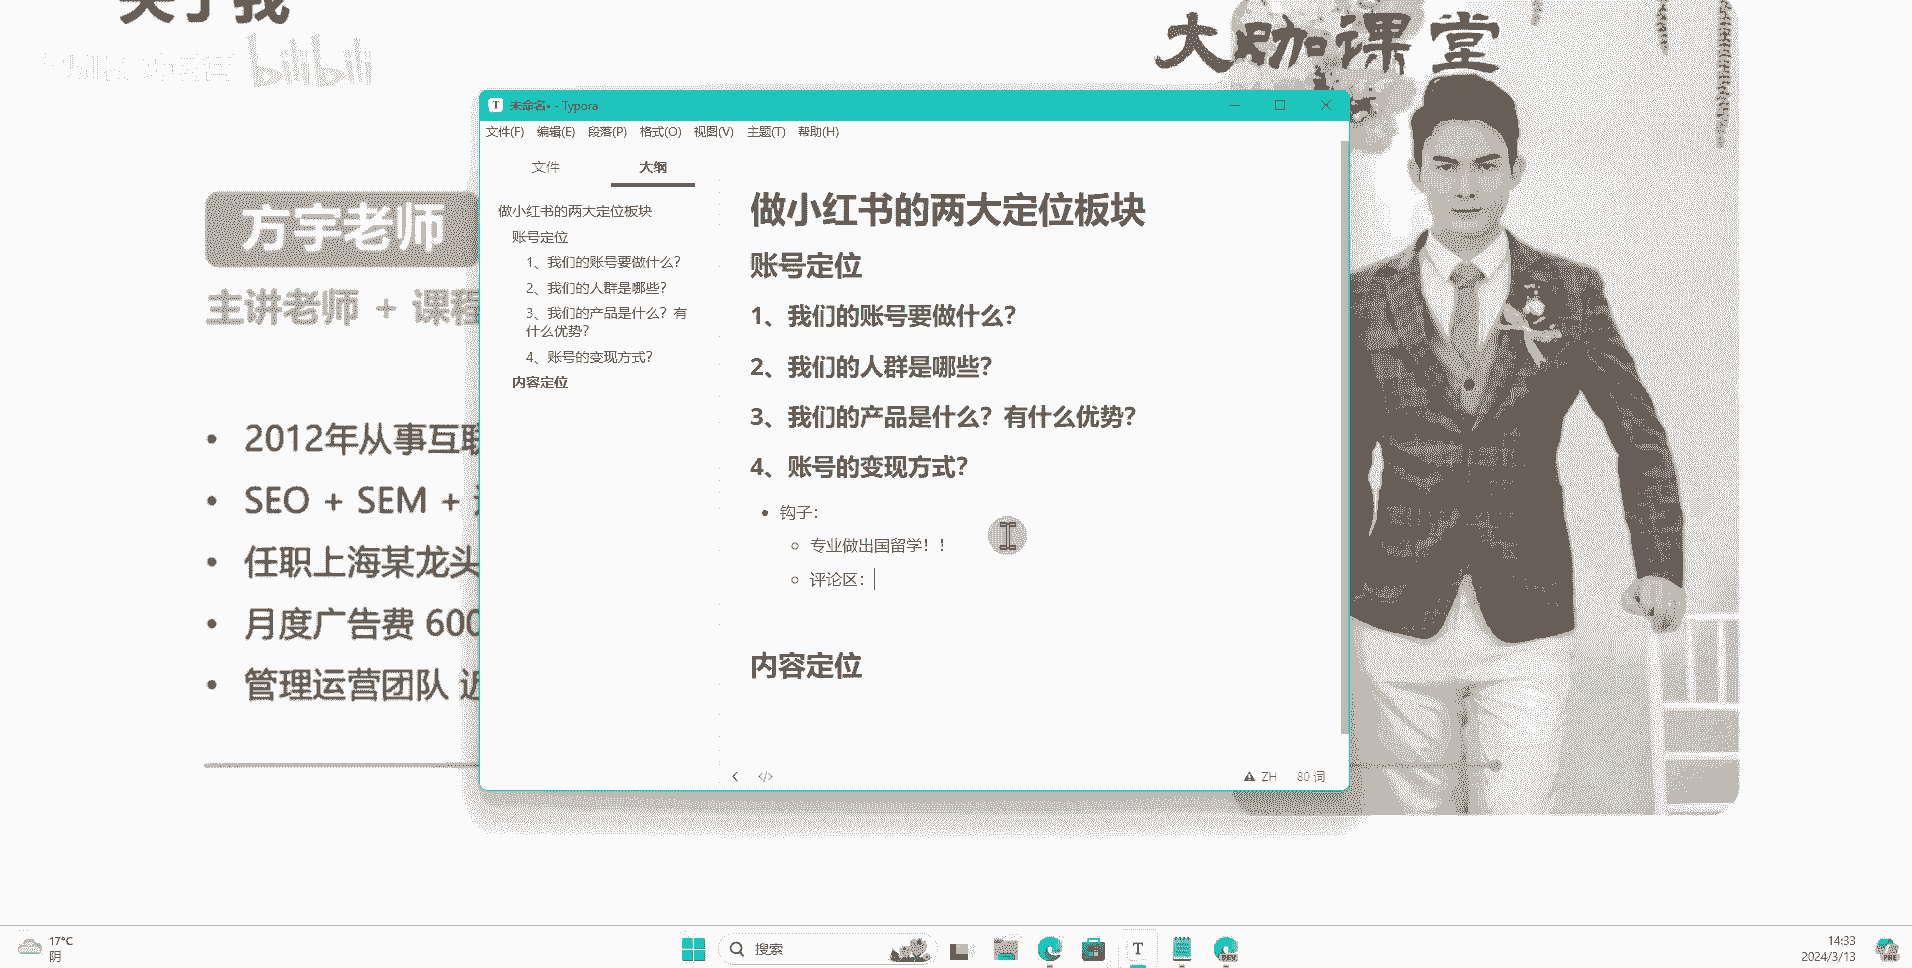 关于我
bilibili
大咖课堂
方宇老师
主讲老师 + 课程
2012年从事互联
SEO + SEM +
任职上海某龙头
月度广告费 600
管理运营团队 近
未命名• - Typora
文件(F) 编辑(E) 段落(P) 格式(O) 视图(V) 主题(T) 帮助(H)
文件 大纲
做小红书的两大定位板块
账号定位
1、我们的账号要做什么？
2、我们的人群是哪些？
3、我们的产品是什么？有
什么优势？
4、账号的变现方式？
内容定位
做小红书的两大定位板块
账号定位
1、我们的账号要做什么？
2、我们的人群是哪些？
3、我们的产品是什么？有什么优势？
4、账号的变现方式？
钩子：
专业做出国留学！！
评论区：
内容定位
ZH 80 词
17°C
阴
搜索
DEV
14:33
2024/3/13
PRE